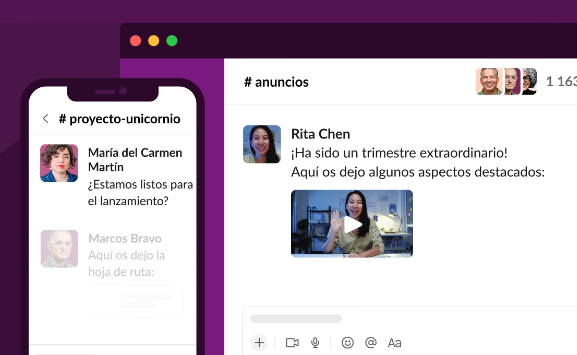 # anuncios
1 163
Rita Chen
¡Ha sido un trimestre extraordinario!
Aquí os dejo algunos aspectos destacados:
Aa
# proyecto-unicornio
María del Carmen
Martín
¿Estamos listos para
el lanzamiento?
Marcos Bravo
Aquí os dejo la
hoja de ruta: